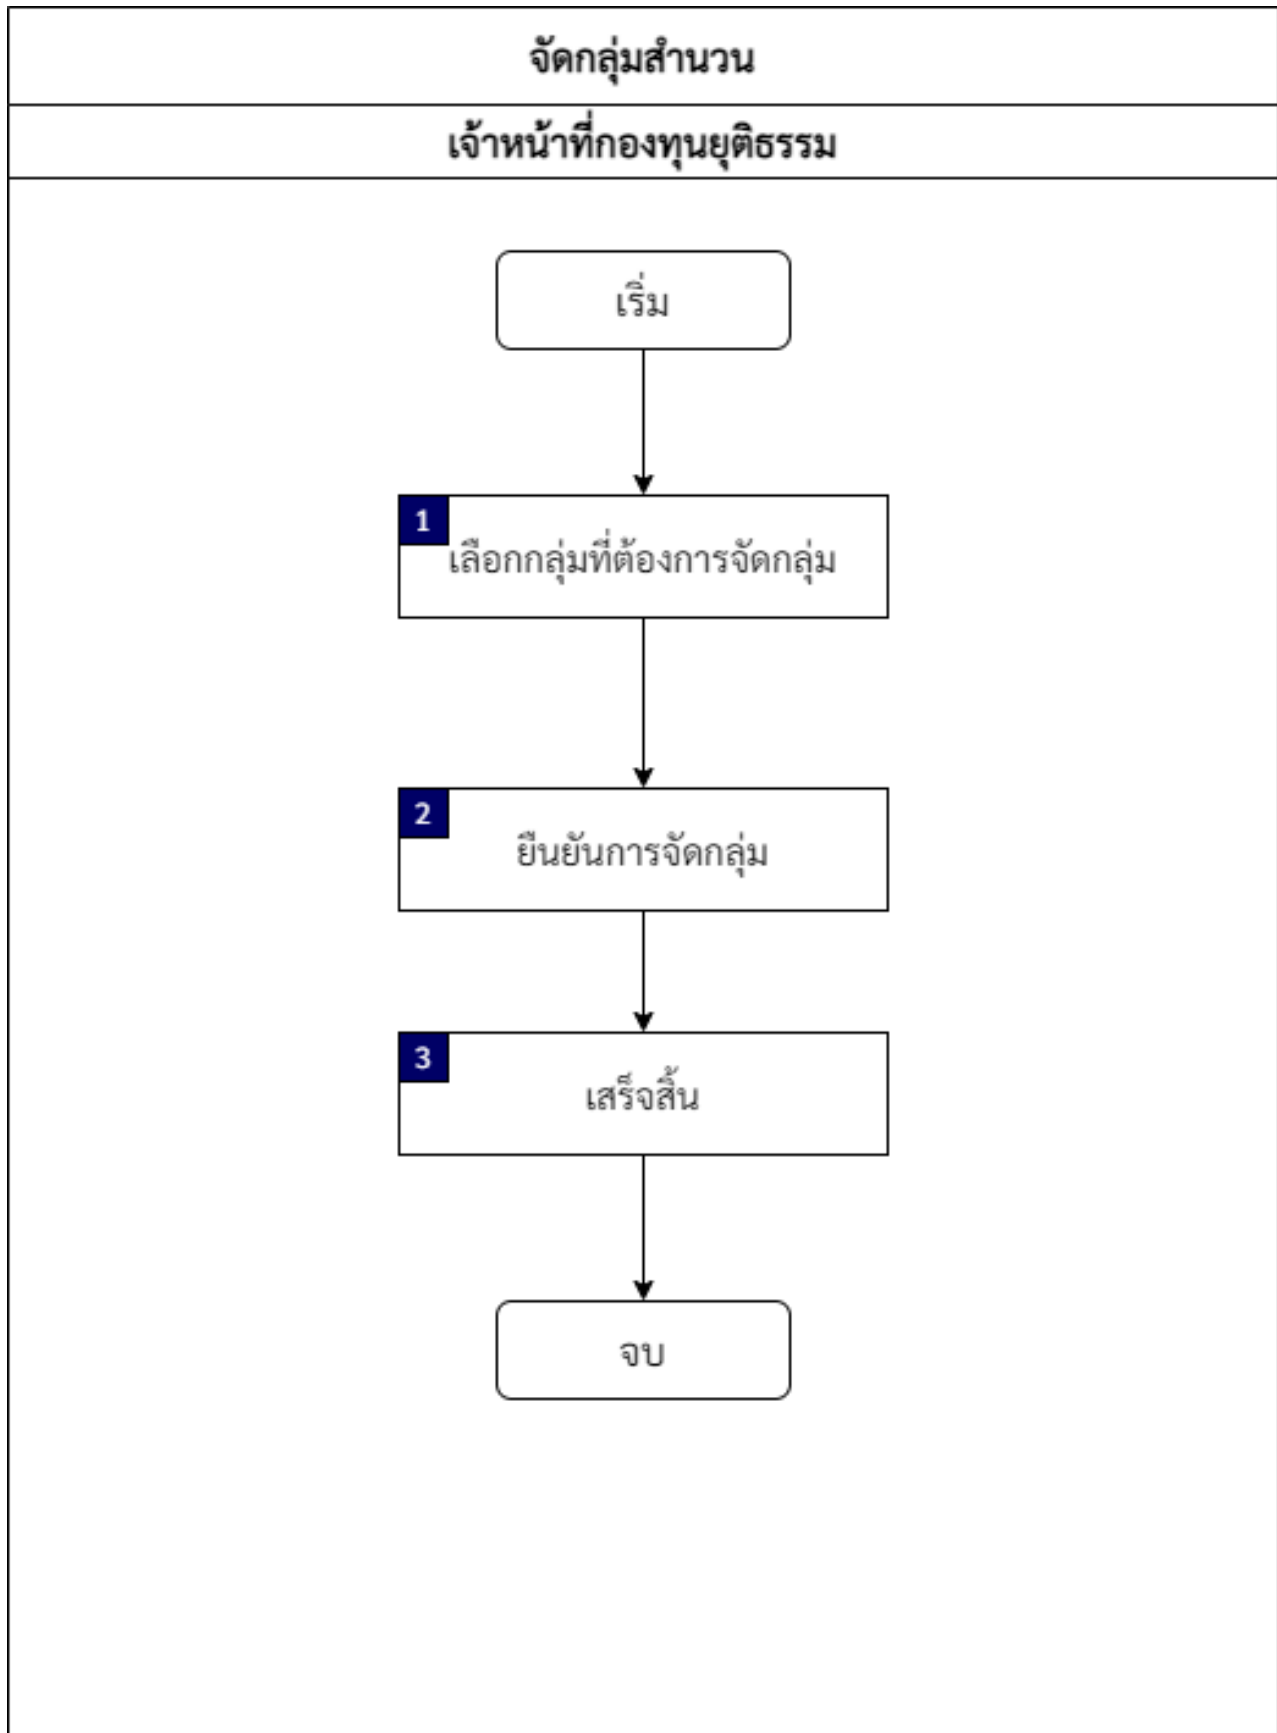 จัดกลุ่มสำนวน
เจ้าหน้าที่กองทุนยุติธรรม
เริ่ม
1
เลือกกลุ่มที่ต้องการจัดกลุ่ม
2
ยืนยันการจัดกลุ่ม
3
เสร็จสิ้น
จบ